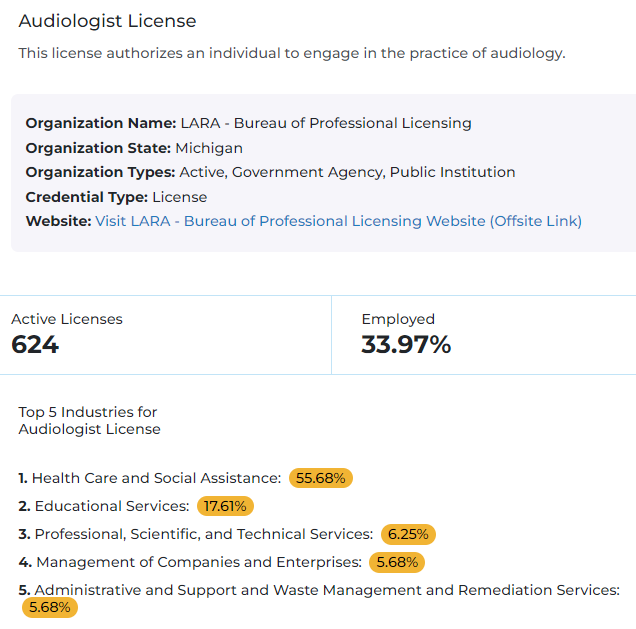 Audiologist License
This license authorizes an individual to engage in the practice of audiology.
Organization Name: LARA - Bureau of Professional Licensing
Organization State: Michigan
Organization Types: Active, Government Agency, Public Institution
Credential Type: License
Website: Visit LARA - Bureau of Professional Licensing Website (Offsite Link)
Active Licenses
624
Employed
33.97%
Top 5 Industries for
Audiologist License
1. Health Care and Social Assistance: 55.68%
2. Educational Services: 17.61%
3. Professional, Scientific, and Technical Services: 6.25%
4. Management of Companies and Enterprises: 5.68%
5. Administrative and Support and Waste Management and Remediation Services:
5.68%